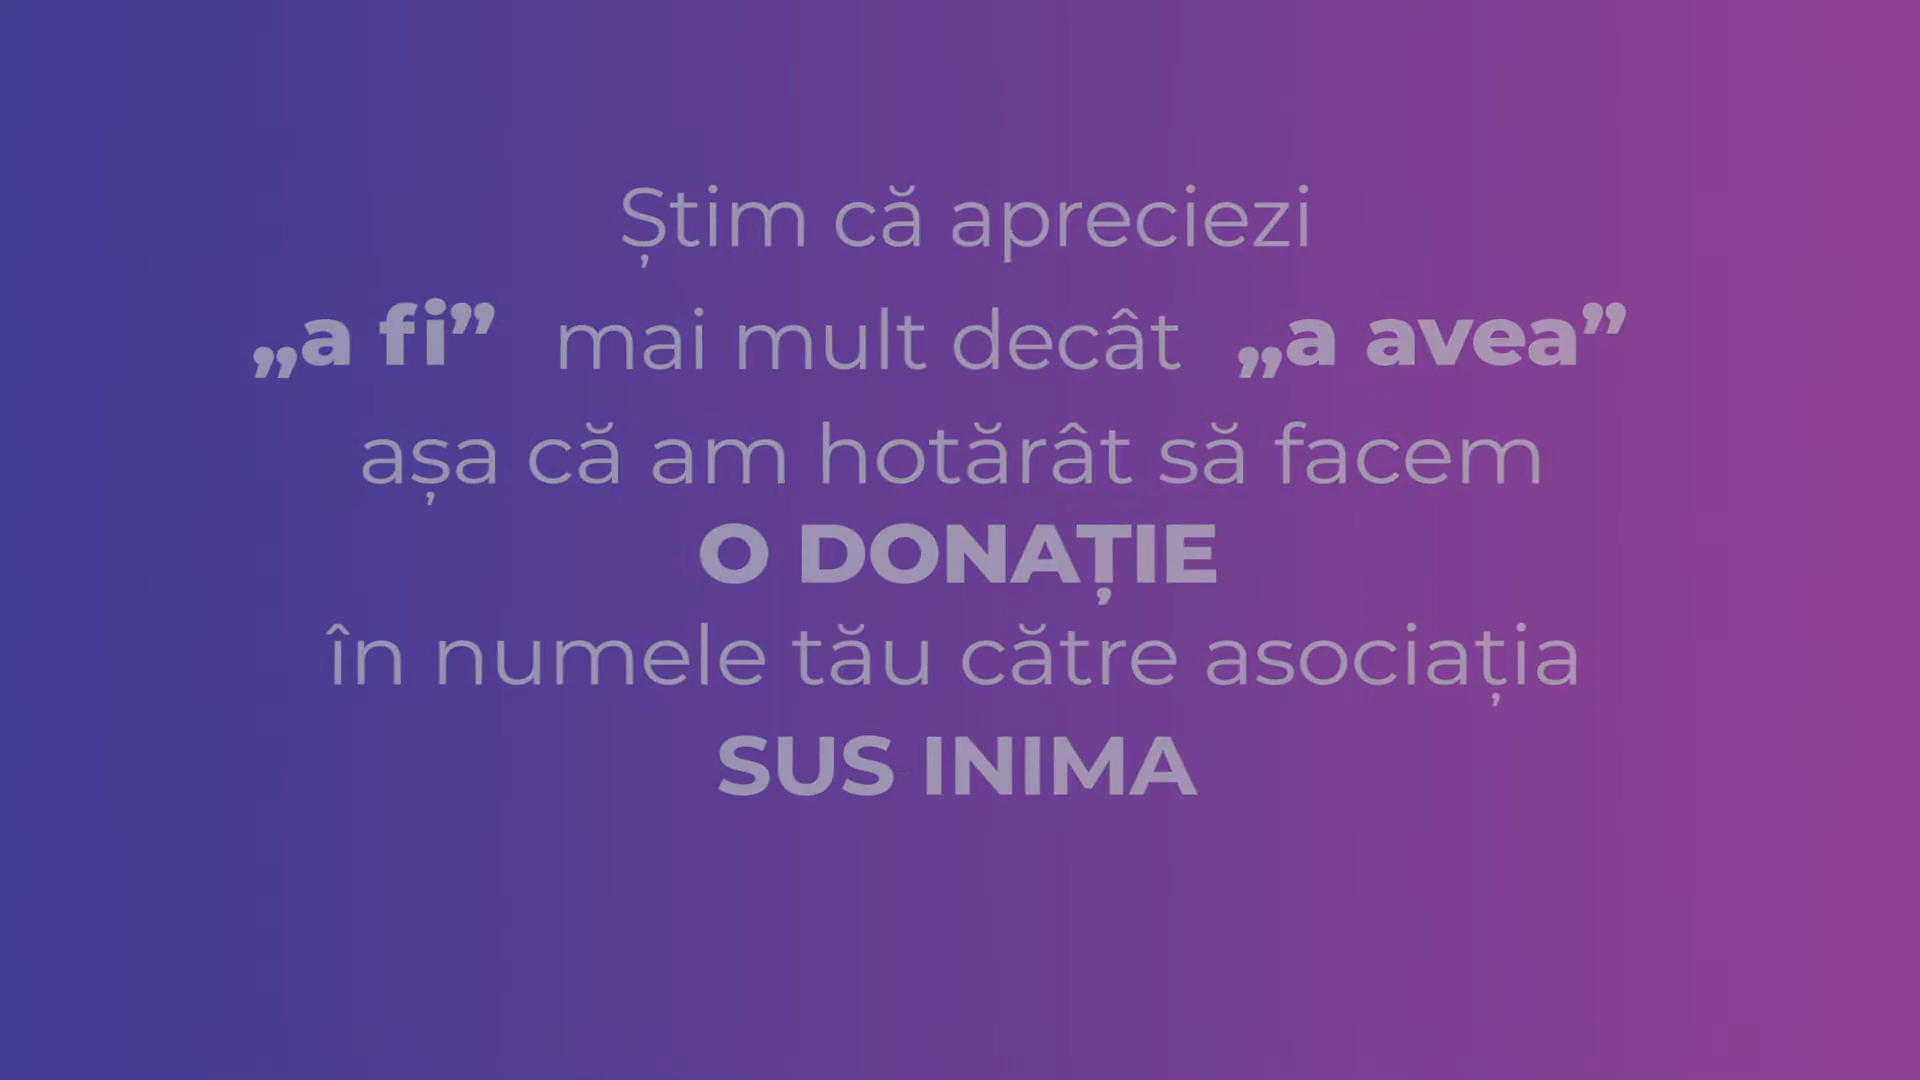 Știm că apreciezi
„a fi” mai mult decât „a avea”
așa că am hotărât să facem
O DONAȚIE
în numele tău către asociația
SUS INIMA